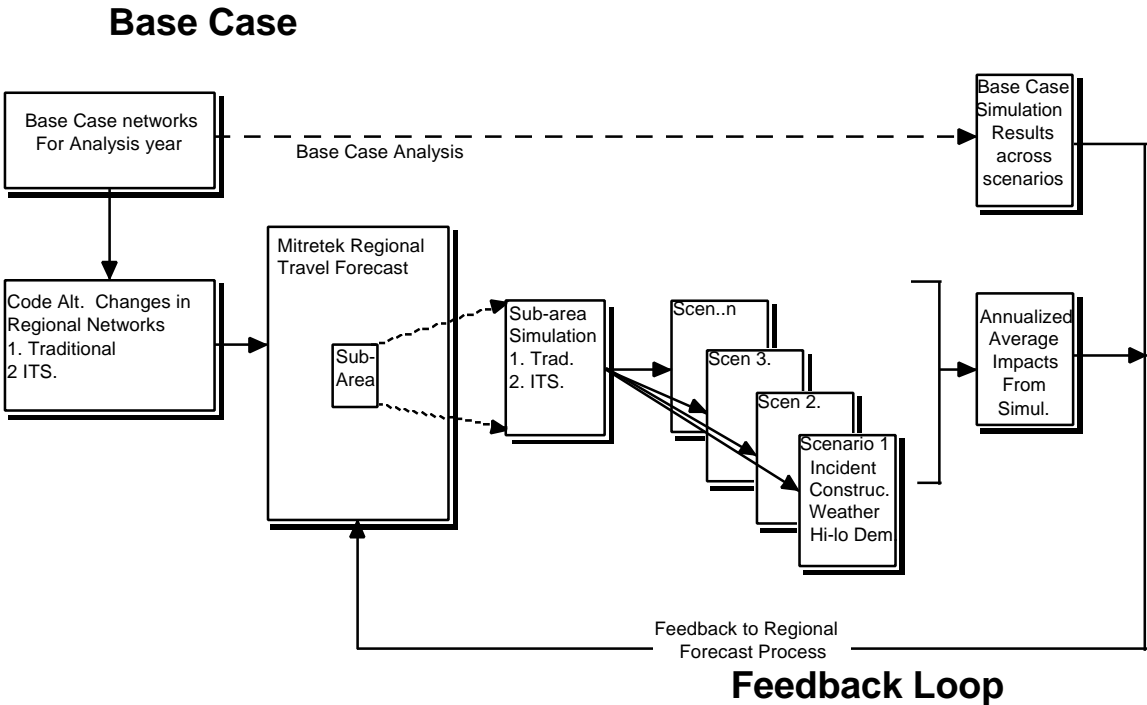 Base Case
Base Case networks
For Analysis year
Base Case Analysis
Base Case
Simulation
Results
across
scenarios
Code Alt. Changes in
Regional Networks
1. Traditional
2 ITS.
Mitretek Regional
Travel Forecast
Sub-
Area
Sub-area
Simulation
1. Trad.
2. ITS.
Scen..n
Scen 3.
Scen 2.
Scenario 1
Incident
Construc.
Weather
Hi-lo Dem.
Annualized
Average
Impacts
From
Simul.
Feedback to Regional
Forecast Process
Feedback Loop